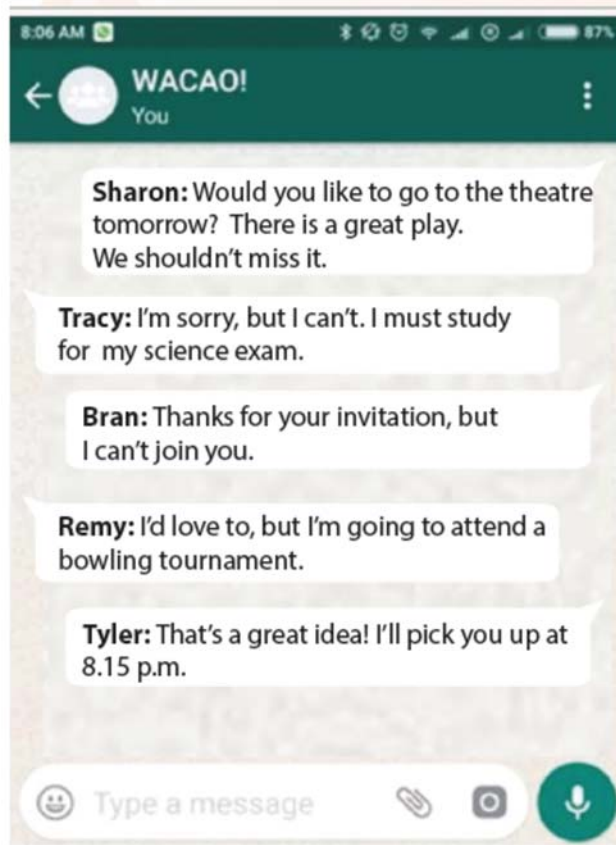 8:06 AM 87%
WACAO!
You
Sharon: Would you like to go to the theatre
tomorrow? There is a great play.
We shouldn't miss it.
Tracy: I'm sorry, but I can't. I must study
for my science exam.
Bran: Thanks for your invitation, but
I can't join you.
Remy: I'd love to, but I'm going to attend a
bowling tournament.
Tyler: That's a great idea! I'll pick you up at
8.15 p.m.
Type a message